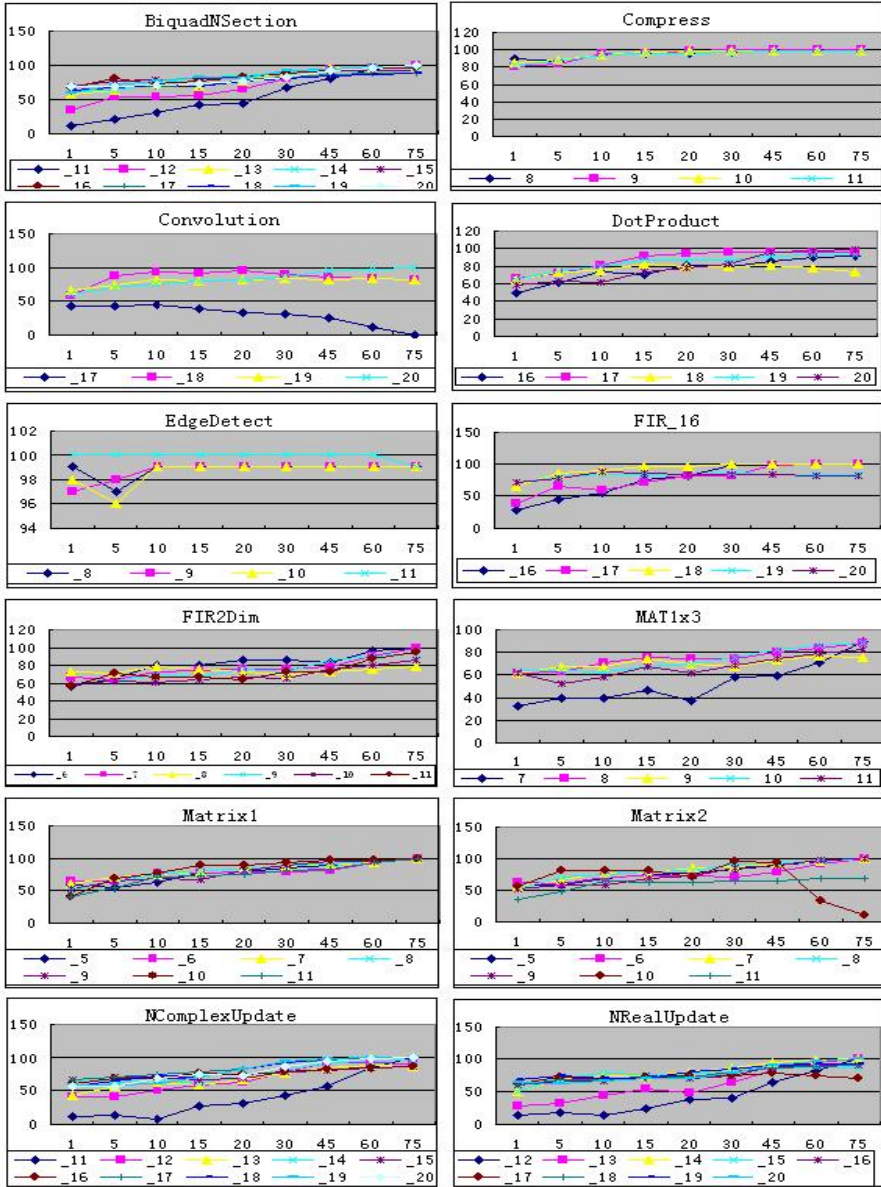 BiquadNSection
150
100
50
0
1 5 10 15 20 30 45 60 75
_11 _12 _13 _14 _15
_16 _17 _18 _19 _20
Compress
120
100
80
60
40
20
0
1 5 10 15 20 30 45 60 75
8 9 10 11
Convolution
150
100
50
0
1 5 10 15 20 30 45 60 75
_17 _18 _19 _20
DotProduct
120
100
80
60
40
20
0
1 5 10 15 20 30 45 60 75
16 17 18 19 20
EdgeDetect
102
100
98
96
94
1 5 10 15 20 30 45 60 75
_8 _9 _10 _11
FIR_16
150
100
50
0
1 5 10 15 20 30 45 60 75
_16 _17 _18 _19 _20
FIR2Dim
120
100
80
60
40
20
0
1 5 10 15 20 30 45 60 75
_6 _7 _8 _9 _10 _11
MAT1x3
100
80
60
40
20
0
1 5 10 15 20 30 45 60 75
7 8 9 10 11
Matrix1
150
100
50
0
1 5 10 15 20 30 45 60 75
_5 _6 _7 _8
_9 _10 _11
Matrix2
150
100
50
0
1 5 10 15 20 30 45 60 75
_5 _6 _7 _8
_9 _10 _11
NComplexUpdate
150
100
50
0
1 5 10 15 20 30 45 60 75
_11 _12 _13 _14 _15
_16 _17 _18 _19 _20
NRealUpdate
150
100
50
0
1 5 10 15 20 30 45 60 75
_12 _13 _14 _15 _16
_17 _18 _19 _20